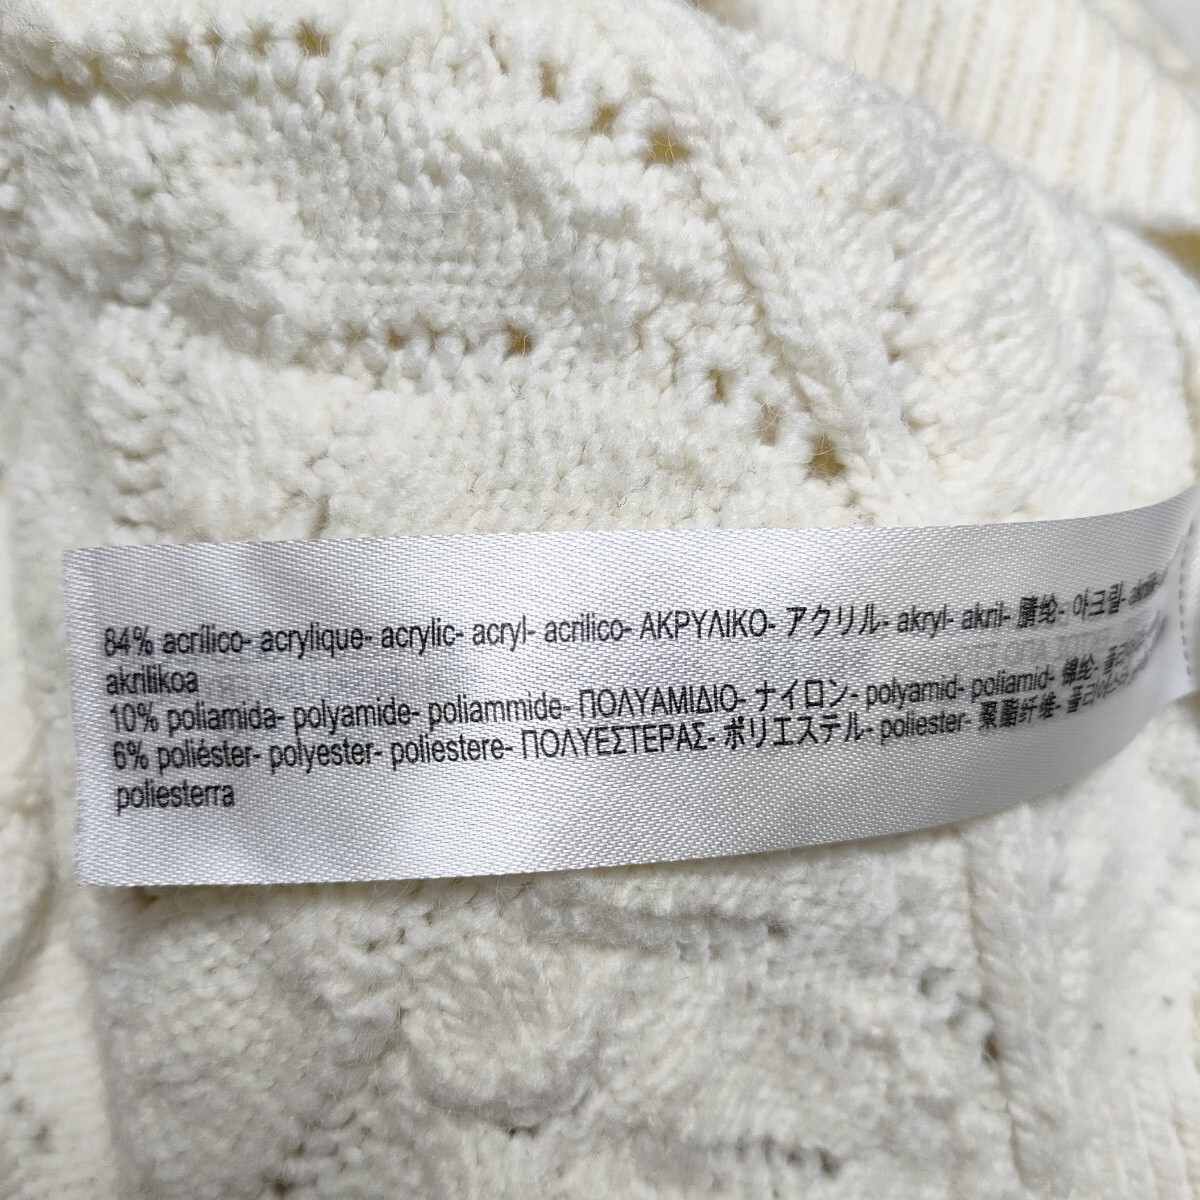 84% acrílico- acrylique- acrylic- acryl- acrilico- ΑΚΡΥΛΙΚΟ- アクリル- akryl- akril- 腈纶- 아크릴-
akrilikoa
10% poliamida- polyamide- poliammide- ΠΟΛΥΑΜΙΔΙΟ- ナイロン- polyamid- poliamid- 锦纶-
6% poliéster- polyester- poliestere- ΠΟΛΥΕΣΤΕΡΑΣ- ポリエステル- poliester- 聚酯纤维-
poliesterra